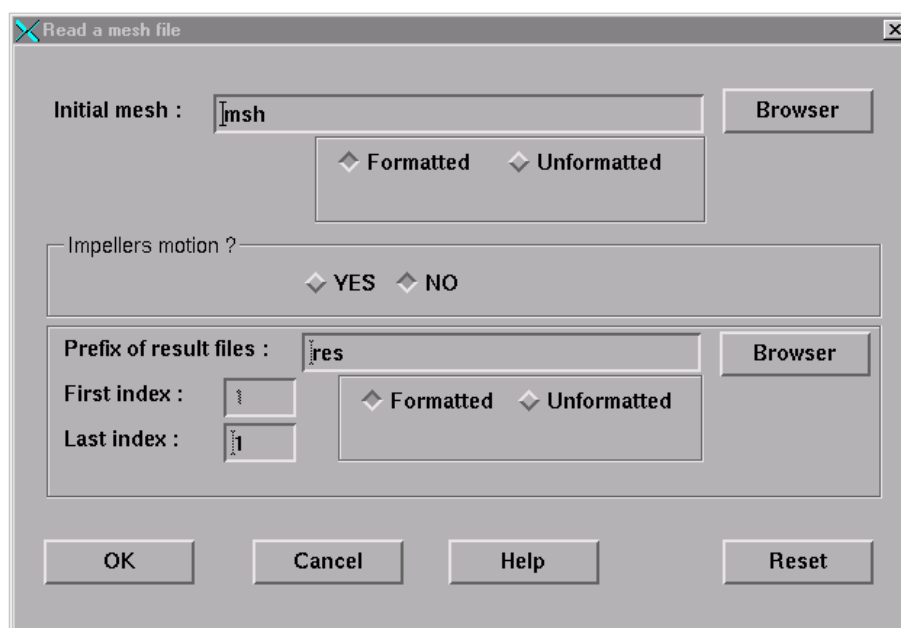 Read a mesh file
Initial mesh : msh Browser
Formatted Unformatted
Impellers motion ?
YES NO
Prefix of result files : res Browser
First index : 1 Formatted Unformatted
Last index : 1
OK Cancel Help Reset